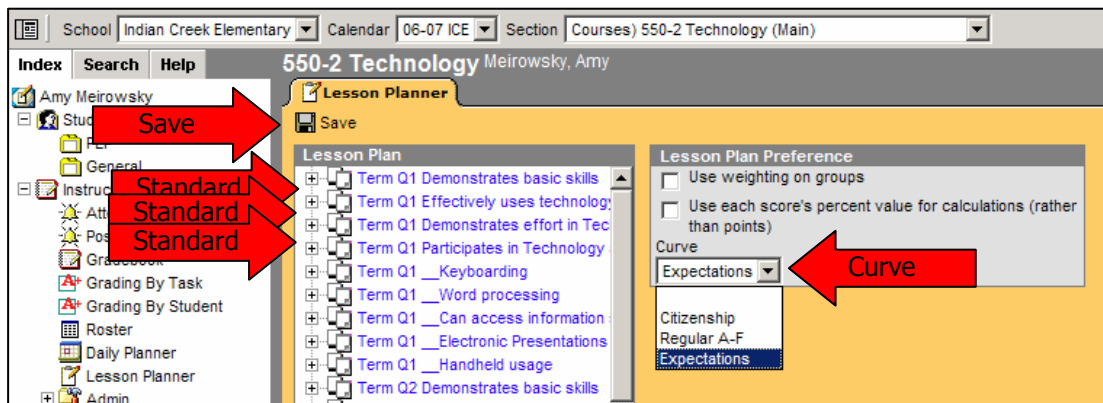 School Indian Creek Elementary Calendar 06-07 ICE Section Courses) 550-2 Technology (Main)
Index Search Help
550-2 Technology Meirowsky, Amy
Amy Meirowsky
Lesson Planner
Save
Save
General
Lesson Plan
Term Q1 Demonstrates basic skills
Term Q1 Effectively uses technology
Term Q1 Demonstrates effort in Tec
Term Q1 Participates in Technology
Term Q1 __Keyboarding
Term Q1 __Word processing
Term Q1 __Can access information
Term Q1 __Electronic Presentations
Term Q1 __Handheld usage
Term Q2 Demonstrates basic skills
Standard
Standard
Standard
Gradebook
Grading By Task
Grading By Student
Roster
Daily Planner
Lesson Planner
Admin
Lesson Plan Preference
Use weighting on groups
Use each score's percent value for calculations (rather
than points)
Curve
Expectations
Curve
Citizenship
Regular A-F
Expectations